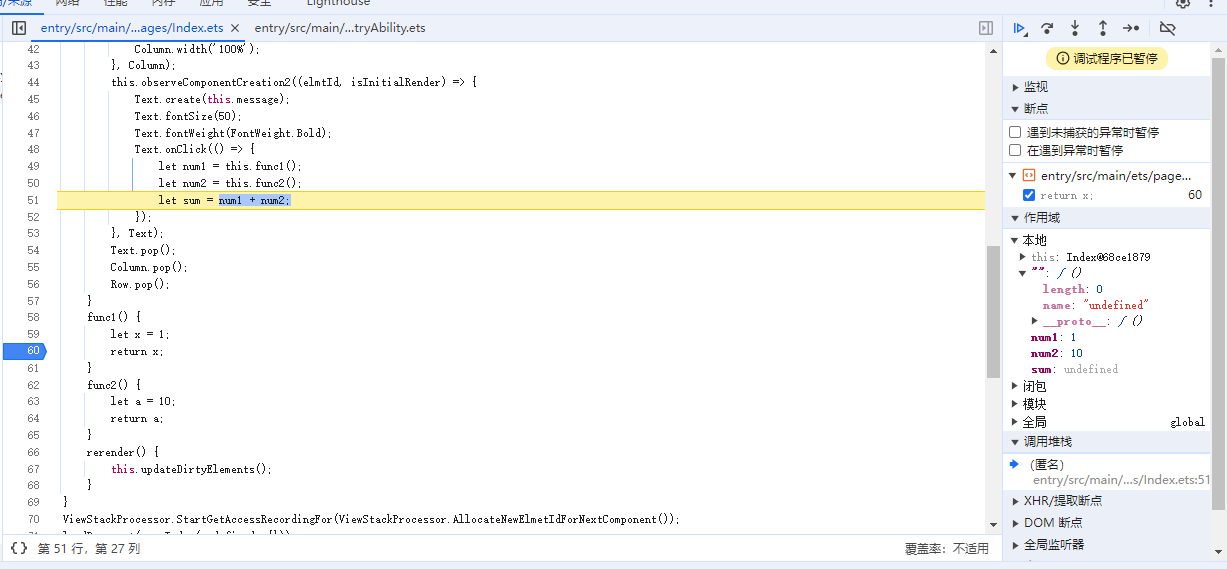 网络
性能
内存
应用
安全
Lighthouse
entry/src/main/...ages/Index.ets ×
entry/src/main/...tryAbility.ets
42 Column.width('100%');
43 }, Column);
44 this.observeComponentCreation2((elmtId, isInitialRender) => {
45 Text.create(this.message);
46 Text.fontSize(50);
47 Text.fontWeight(FontWeight.Bold);
48 Text.onClick(() => {
49 let num1 = this.func1();
50 let num2 = this.func2();
51 let sum = num1 + num2;
52 });
53 }, Text);
54 Text.pop();
55 Column.pop();
56 Row.pop();
57 }
58 func1() {
59 let x = 1;
60 return x;
61 }
62 func2() {
63 let a = 10;
64 return a;
65 }
66 rerender() {
67 this.updateDirtyElements();
68 }
69 }
70 ViewStackProcessor.StartGetAccessRecordingFor(ViewStackProcessor.AllocateNewElmetIdForNextComponent());
{} 第 51 行，第 27 列
覆盖率：不适用
调试程序已暂停
监视
断点
遇到未捕获的异常时暂停
在遇到异常时暂停
entry/src/main/ets/page...
return x; 60
作用域
本地
this: Index@68ce1879
"": ƒ ()
length: 0
name: "undefined"
__proto__: ƒ ()
num1: 1
num2: 10
sum: undefined
闭包
模块
全局 global
调用堆栈
(匿名)
entry/src/main/...s/Index.ets:51
XHR/提取断点
DOM 断点
全局监听器